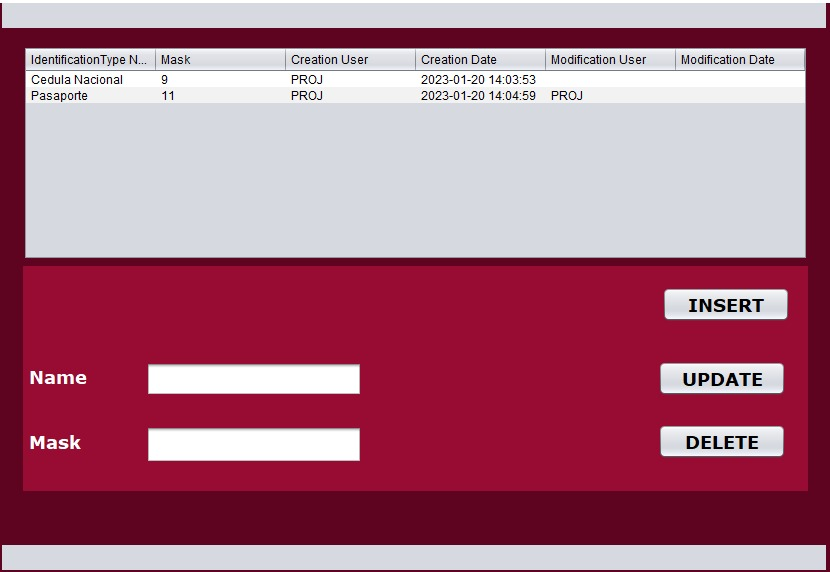 IdentificationType N... Mask Creation User Creation Date Modification User Modification Date
Cedula Nacional 9 PROJ 2023-01-20 14:03:53
Pasaporte 11 PROJ 2023-01-20 14:04:59 PROJ
INSERT
Name UPDATE
Mask DELETE